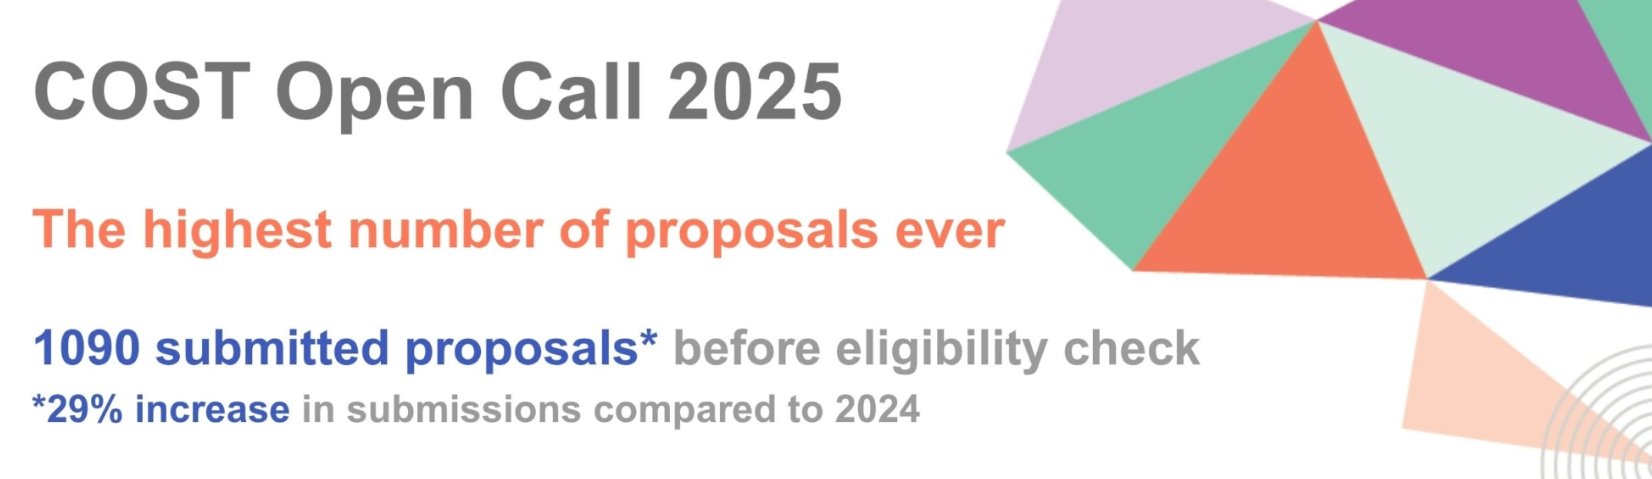 COST Open Call 2025
The highest number of proposals ever
1090 submitted proposals* before eligibility check
*29% increase in submissions compared to 2024